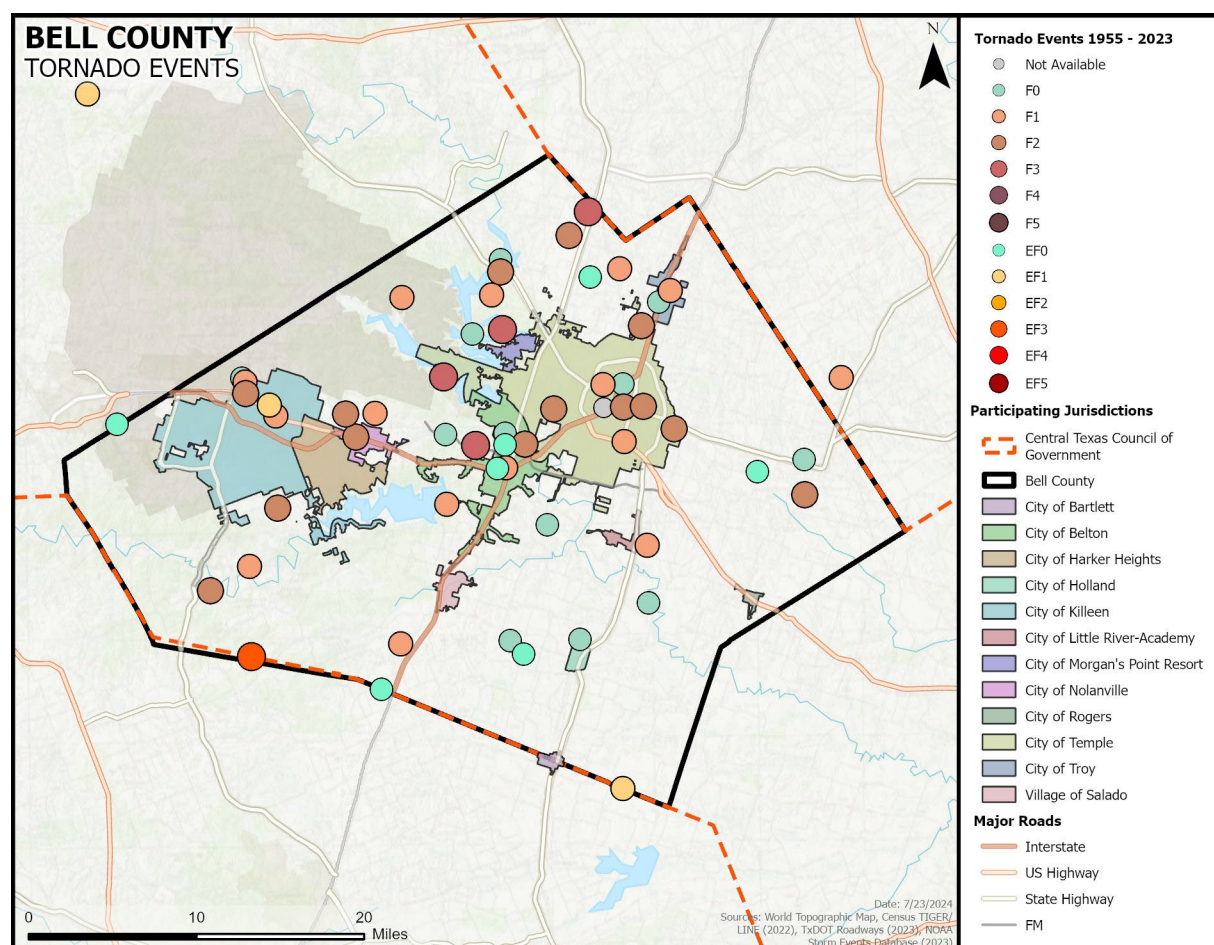 BELL COUNTY
TORNADO EVENTS
N
Tornado Events 1955 - 2023
Not Available
F0
F1
F2
F3
F4
F5
EF0
EF1
EF2
EF3
EF4
EF5
Participating Jurisdictions
Central Texas Council of
Government
Bell County
City of Bartlett
City of Belton
City of Harker Heights
City of Holland
City of Killeen
City of Little River-Academy
City of Morgan's Point Resort
City of Nolanville
City of Rogers
City of Temple
City of Troy
Village of Salado
Major Roads
Interstate
US Highway
State Highway
FM
0 10 20
Miles
Date: 7/23/2024
Sources: World Topographic Map, Census TIGER/
LINE (2022), TxDOT Roadways (2023), NOAA
Storm Events Database (2023)